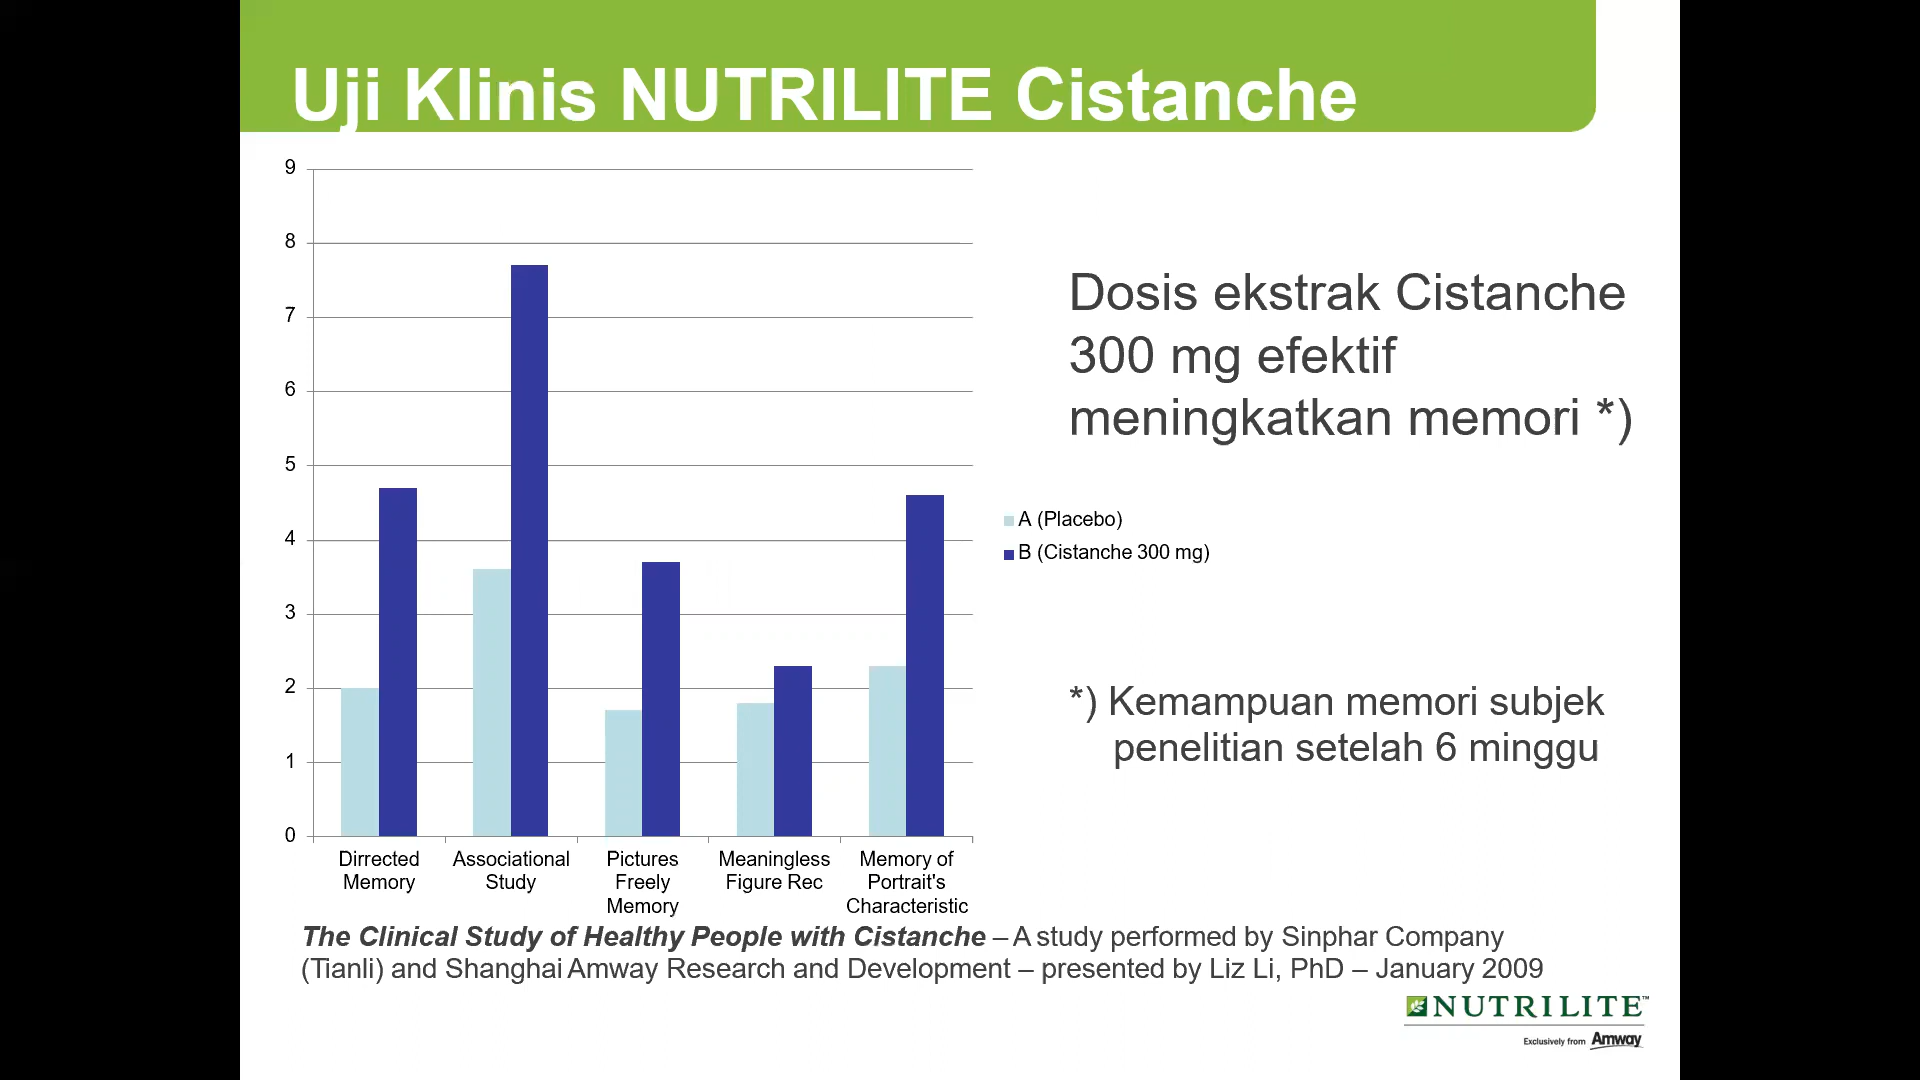 Uji Klinis NUTRILITE Cistanche
9
8
7
6
5
4
3
2
1
0
Dirrected
Memory
Associational
Study
Pictures
Freely
Memory
Meaningless
Figure Rec
Memory of
Portrait's
Characteristic
Dosis ekstrak Cistanche
300 mg efektif
meningkatkan memori *)
A (Placebo)
B (Cistanche 300 mg)
*) Kemampuan memori subjek
penelitian setelah 6 minggu
The Clinical Study of Healthy People with Cistanche – A study performed by Sinphar Company
(Tianli) and Shanghai Amway Research and Development – presented by Liz Li, PhD – January 2009
NUTRILITE™
Exclusively from Amway